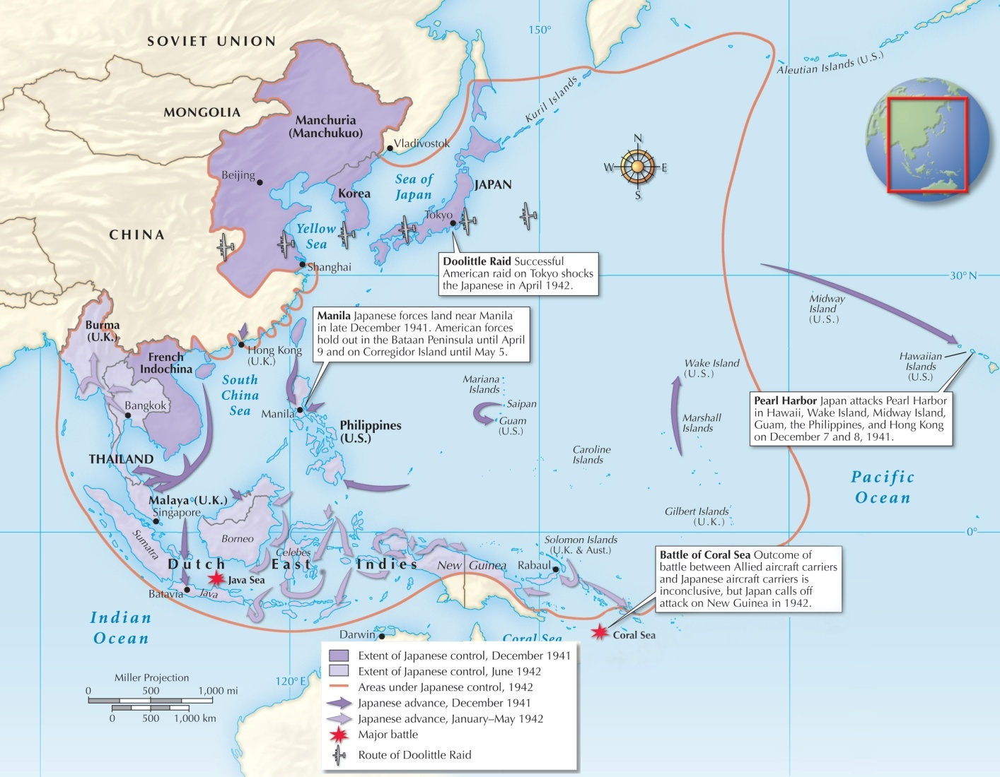 150°
SOVIET UNION
Aleutian Islands (U.S.)
Kuril Islands
MONGOLIA
Manchuria
(Manchukuo)
Vladivostok
N
W
E
S
Beijing
Sea of
Japan
JAPAN
Korea
Tokyo
CHINA
Yellow
Sea
Shanghai
Doolittle Raid Successful
American raid on Tokyo shocks
the Japanese in April 1942.
30° N
Midway
Island
(U.S.)
Manila Japanese forces land near Manila
in late December 1941. American forces
hold out in the Bataan Peninsula until April
9 and on Corregidor Island until May 5.
Burma
(U.K.)
Hong Kong
(U.K.)
French
Indochina
South
China
Sea
Hawaiian
Islands
(U.S.)
Wake Island
(U.S.)
Mariana
Islands
Saipan
Guam
(U.S.)
Bangkok
Manila
Philippines
(U.S.)
Marshall
Islands
Pearl Harbor Japan attacks Pearl Harbor
in Hawaii, Wake Island, Midway Island,
Guam, the Philippines, and Hong Kong
on December 7 and 8, 1941.
Caroline
Islands
THAILAND
Pacific
Ocean
Malaya (U.K.)
Singapore
Gilbert Islands
(U.K.)
0°
Sumatra
Borneo
Celebes
Solomon Islands
(U.K. & Aust.)
Dutch East Indies
New Guinea
Rabaul
Java Sea
Batavia
Java
Battle of Coral Sea Outcome of
battle between Allied aircraft carriers
and Japanese aircraft carriers is
inconclusive, but Japan calls off
attack on New Guinea in 1942.
Indian
Ocean
Darwin
Coral Sea
Coral Sea
120° E
Miller Projection
0 500 1,000 mi
0 500 1,000 km
Extent of Japanese control, December 1941
Extent of Japanese control, June 1942
Areas under Japanese control, 1942
Japanese advance, December 1941
Japanese advance, January–May 1942
Major battle
Route of Doolittle Raid